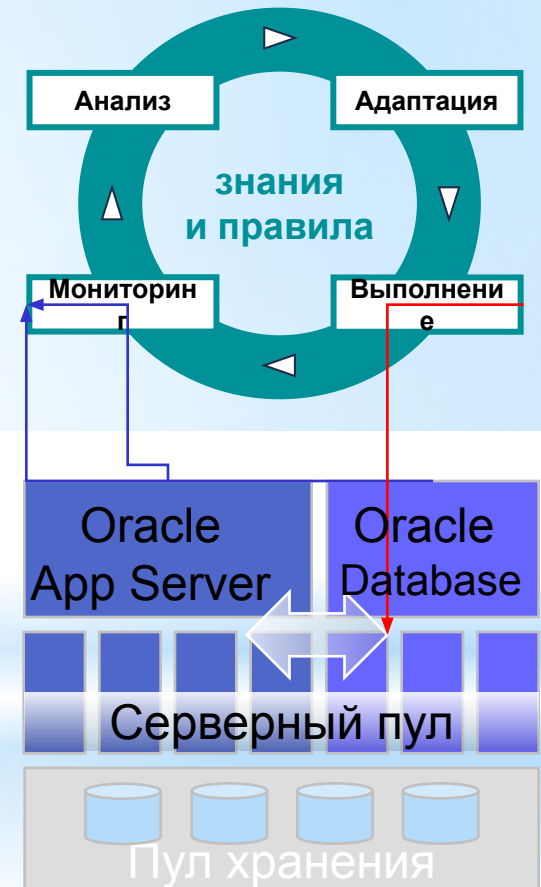 Анализ
Адаптация
знания
и правила
Мониторин
г
Выполнени
е
Oracle
App Server
Oracle
Database
Серверный пул
Пул хранения